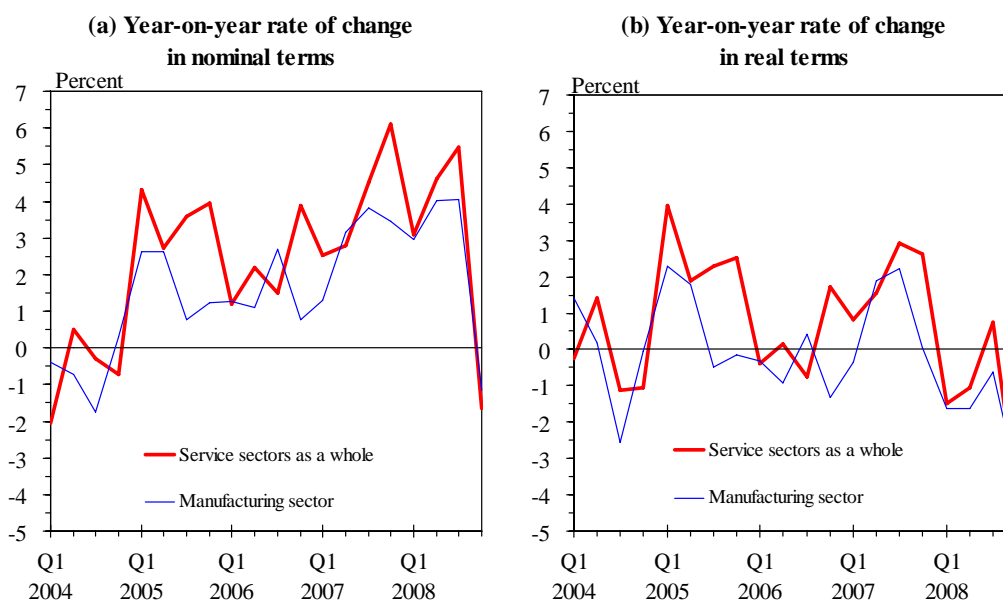 (a) Year-on-year rate of change
in nominal terms
Percent
7
6
5
4
3
2
1
0
-1
-2
-3
-4
-5
Service sectors as a whole
Manufacturing sector
Q1 Q1 Q1 Q1 Q1
2004 2005 2006 2007 2008
(b) Year-on-year rate of change
in real terms
Percent
7
6
5
4
3
2
1
0
-1
-2
-3
-4
-5
Service sectors as a whole
Manufacturing sector
Q1 Q1 Q1 Q1 Q1
2004 2005 2006 2007 2008